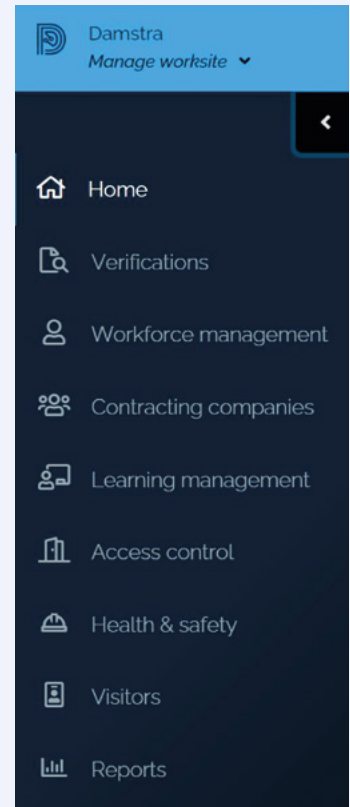 Damstra
Manage worksite
Home
Verifications
Workforce management
Contracting companies
Learning management
Access control
Health & safety
Visitors
Reports